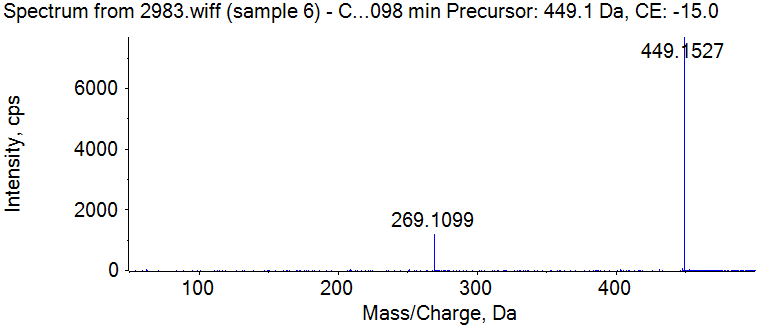 Spectrum from 2983.wiff (sample 6) - C...098 min Precursor: 449.1 Da, CE: -15.0
449.1527
6000
Intensity, cps
4000
269.1099
2000
0
100 200 300 400
Mass/Charge, Da